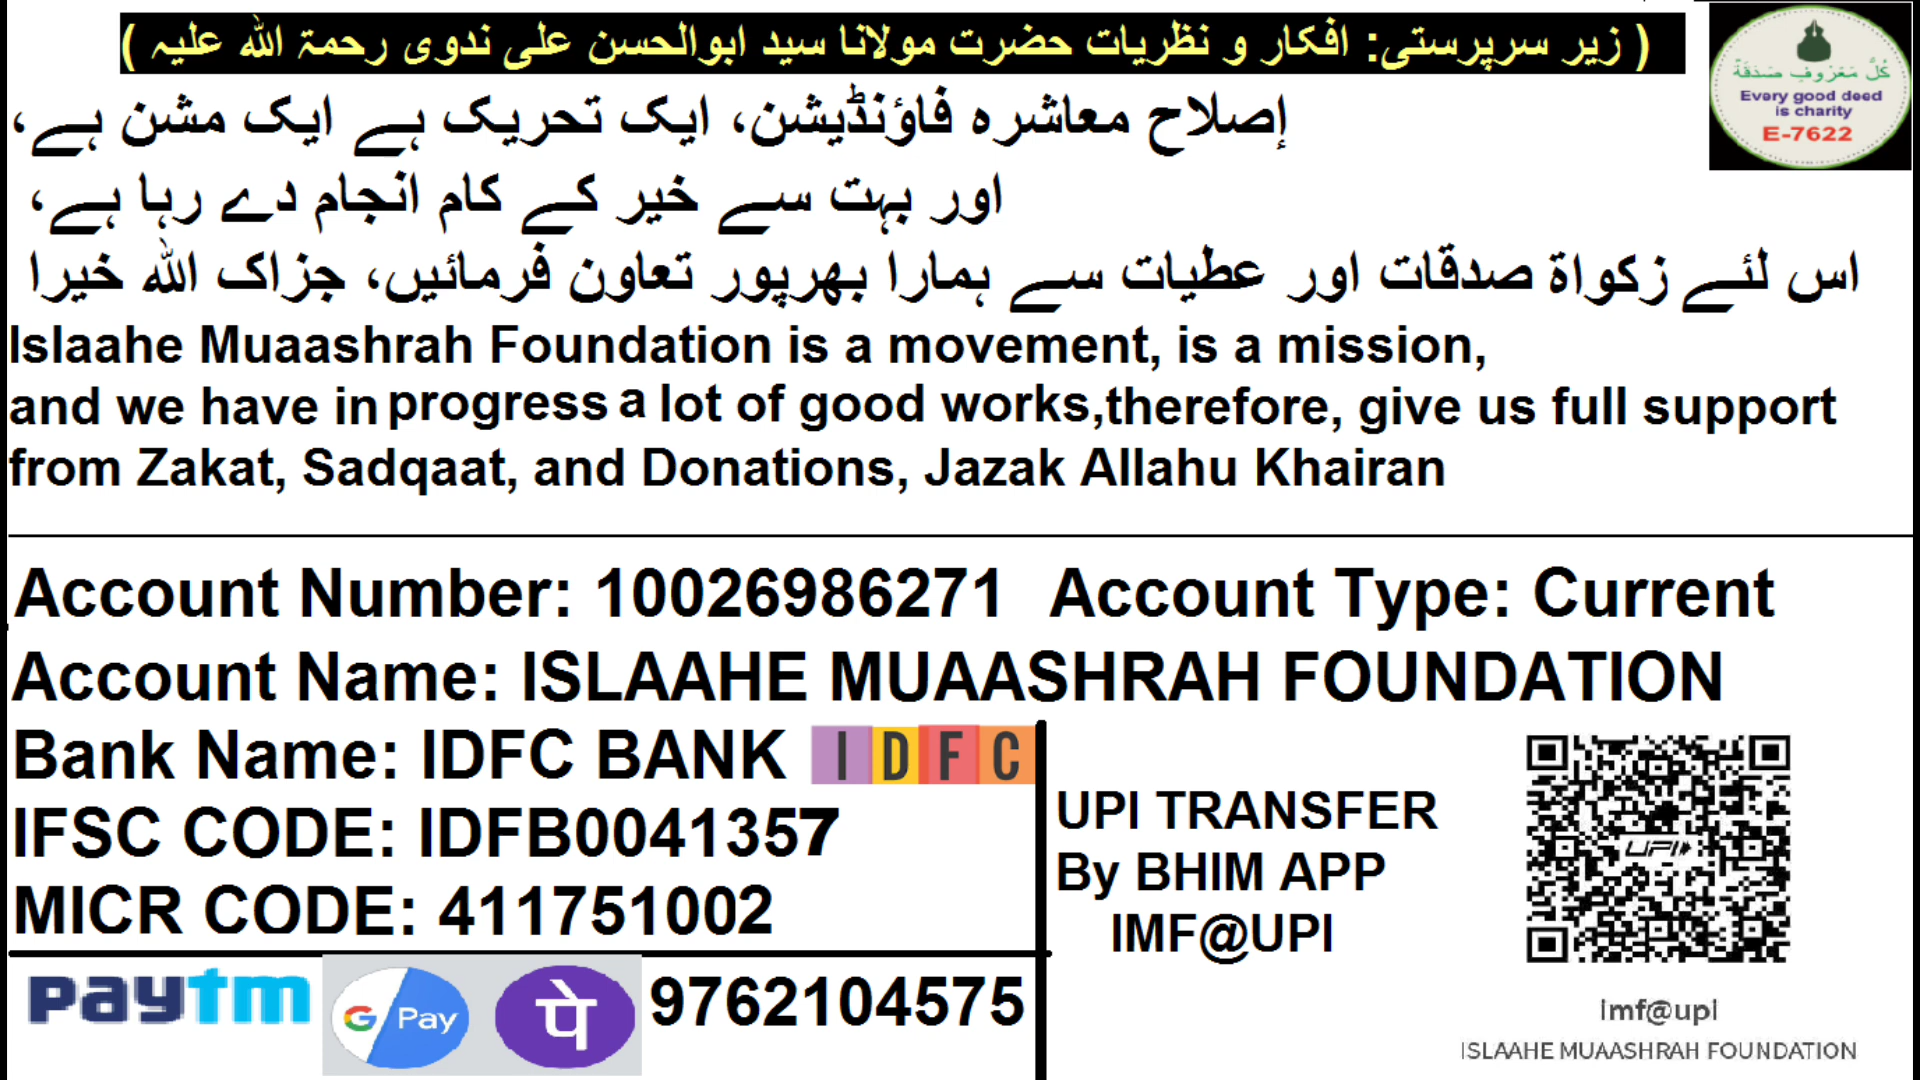 ( زیر سرپرستی: افکار و نظریات حضرت مولانا سید ابوالحسن علی ندوی رحمۃ اللہ علیہ )
كُلُّ مَعْرُوفٍ صَدَقَةٌ
Every good deed
is charity
E-7622
إصلاح معاشرہ فاؤنڈیشن، ایک تحریک ہے ایک مشن ہے،
اور بہت سے خیر کے کام انجام دے رہا ہے،
اس لئے زکواة صدقات اور عطیات سے ہمارا بھرپور تعاون فرمائیں، جزاک اللہ خیرا
Islaahe Muaashrah Foundation is a movement, is a mission,
and we have in progress a lot of good works,therefore, give us full support
from Zakat, Sadqaat, and Donations, Jazak Allahu Khairan
Account Number: 10026986271 Account Type: Current
Account Name: ISLAAHE MUAASHRAH FOUNDATION
Bank Name: IDFC BANK IDFC
IFSC CODE: IDFB0041357
MICR CODE: 411751002
paytm G Pay पे 9762104575
UPI TRANSFER
By BHIM APP
IMF@UPI
UPI
imf@upi
ISLAAHE MUAASHRAH FOUNDATION